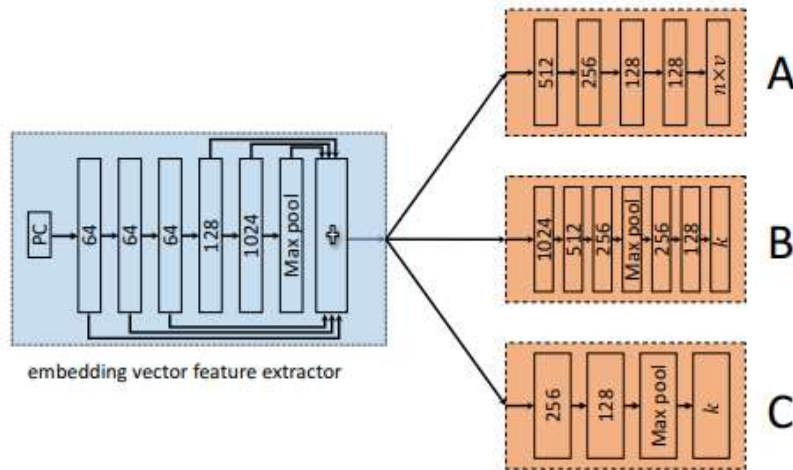 PC
64
64
64
128
1024
Max pool
+
embedding vector feature extractor
512
256
128
128
n×v
A
1024
512
256
Max pool
256
128
k
B
256
128
Max pool
k
C